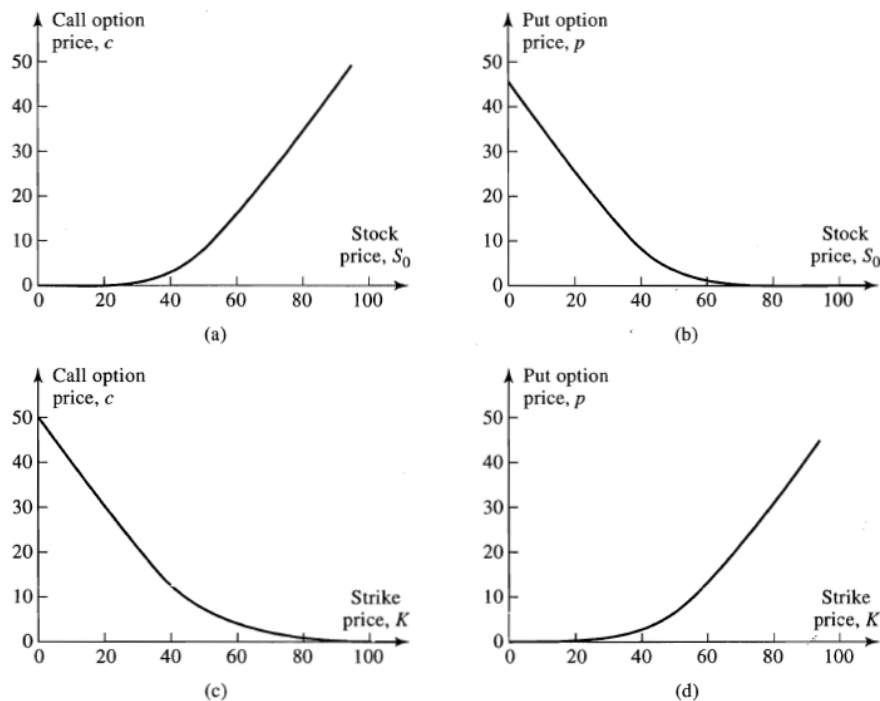 Call option
price, c
50
40
30
20
10
0
0 20 40 60 80 100
Stock
price, S₀
(a)
Put option
price, p
50
40
30
20
10
0
0 20 40 60 80 100
Stock
price, S₀
(b)
Call option
price, c
50
40
30
20
10
0
0 20 40 60 80 100
Strike
price, K
(c)
Put option
price, p
50
40
30
20
10
0
0 20 40 60 80 100
Strike
price, K
(d)